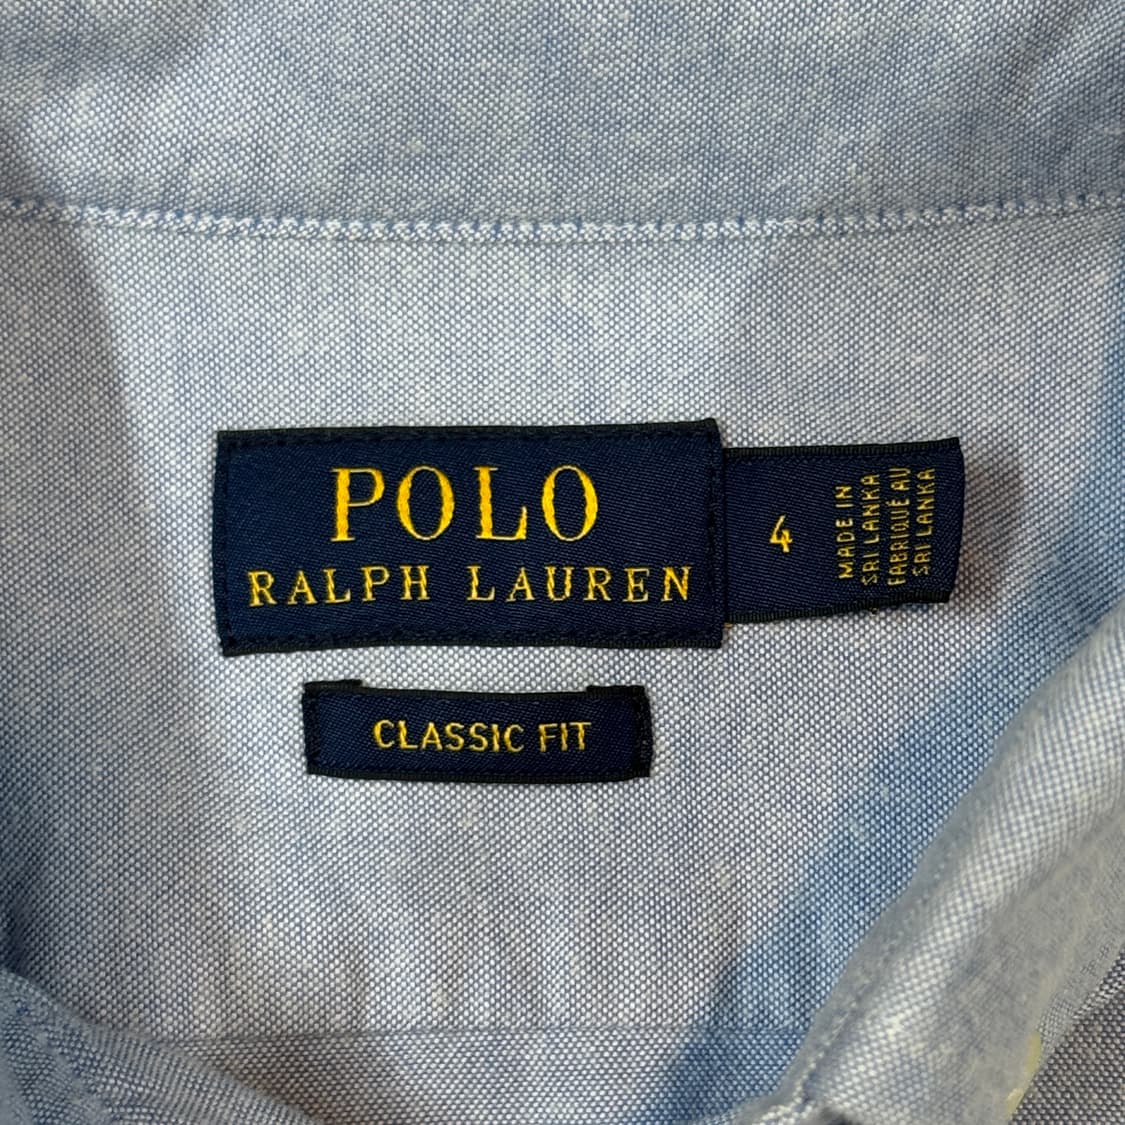 POLO
RALPH LAUREN
4
MADE IN
SRI LANKA
FABRIQUÉ AU
SRI LANKA
CLASSIC FIT